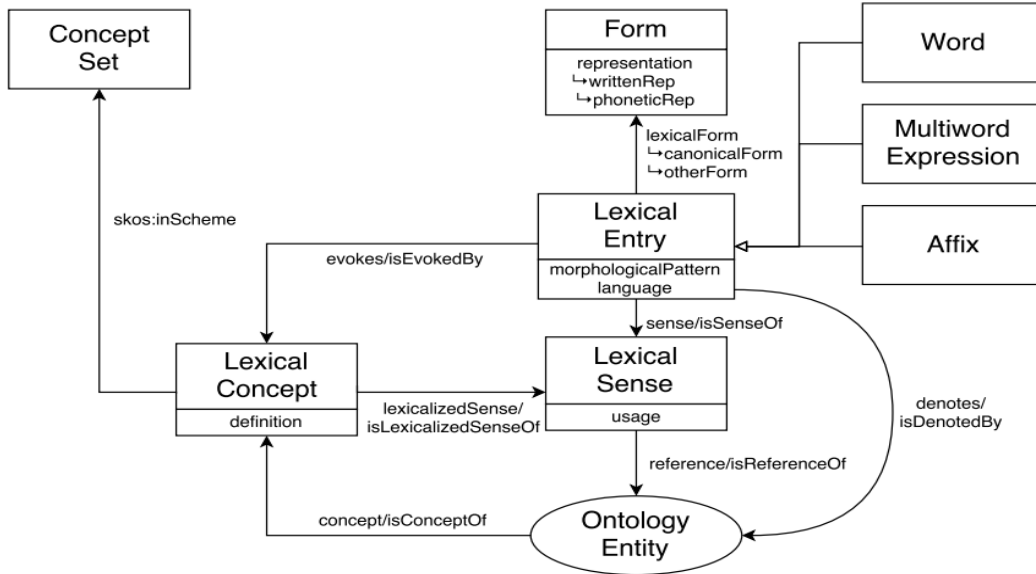 Concept
Set
Form
representation
↳writtenRep
↳phoneticRep
Word
lexicalForm
↳canonicalForm
↳otherForm
Multiword
Expression
skos:inScheme
Lexical
Entry
morphologicalPattern
language
Affix
evokes/isEvokedBy
sense/isSenseOf
Lexical
Concept
definition
lexicalizedSense/
isLexicalizedSenseOf
Lexical
Sense
usage
denotes/
isDenotedBy
reference/isReferenceOf
concept/isConceptOf
Ontology
Entity